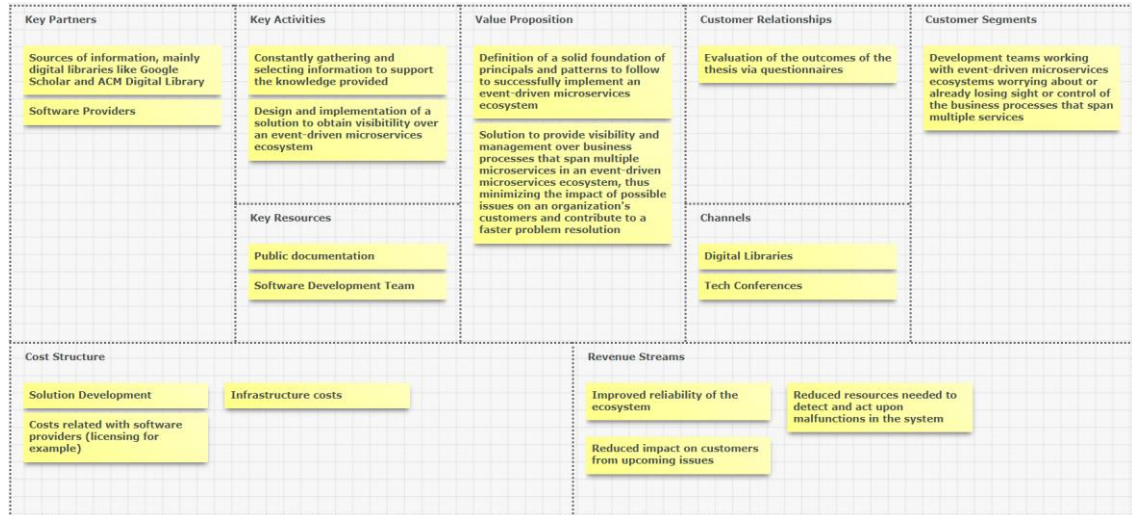 Key Partners
Sources of information, mainly
digital libraries like Google
Scholar and ACM Digital Library
Software Providers
Key Activities
Constantly gathering and
selecting information to support
the knowledge provided
Design and implementation of a
solution to obtain visibitility over
an event-driven microservices
ecosystem
Key Resources
Public documentation
Software Development Team
Value Proposition
Definition of a solid foundation of
principals and patterns to follow
to successfully implement an
event-driven microservices
ecosystem
Solution to provide visibility and
management over business
processes that span multiple
microservices in an event-driven
microservices ecosystem, thus
minimizing the impact of possible
issues on an organization's
customers and contribute to a
faster problem resolution
Customer Relationships
Evaluation of the outcomes of the
thesis via questionnaires
Channels
Digital Libraries
Tech Conferences
Customer Segments
Development teams working
with event-driven microservices
ecosystems worrying about or
already losing sight or control of
the business processes that span
multiple services
Cost Structure
Solution Development
Infrastructure costs
Costs related with software
providers (licensing for
example)
Revenue Streams
Improved reliability of the
ecosystem
Reduced resources needed to
detect and act upon
malfunctions in the system
Reduced impact on customers
from upcoming issues